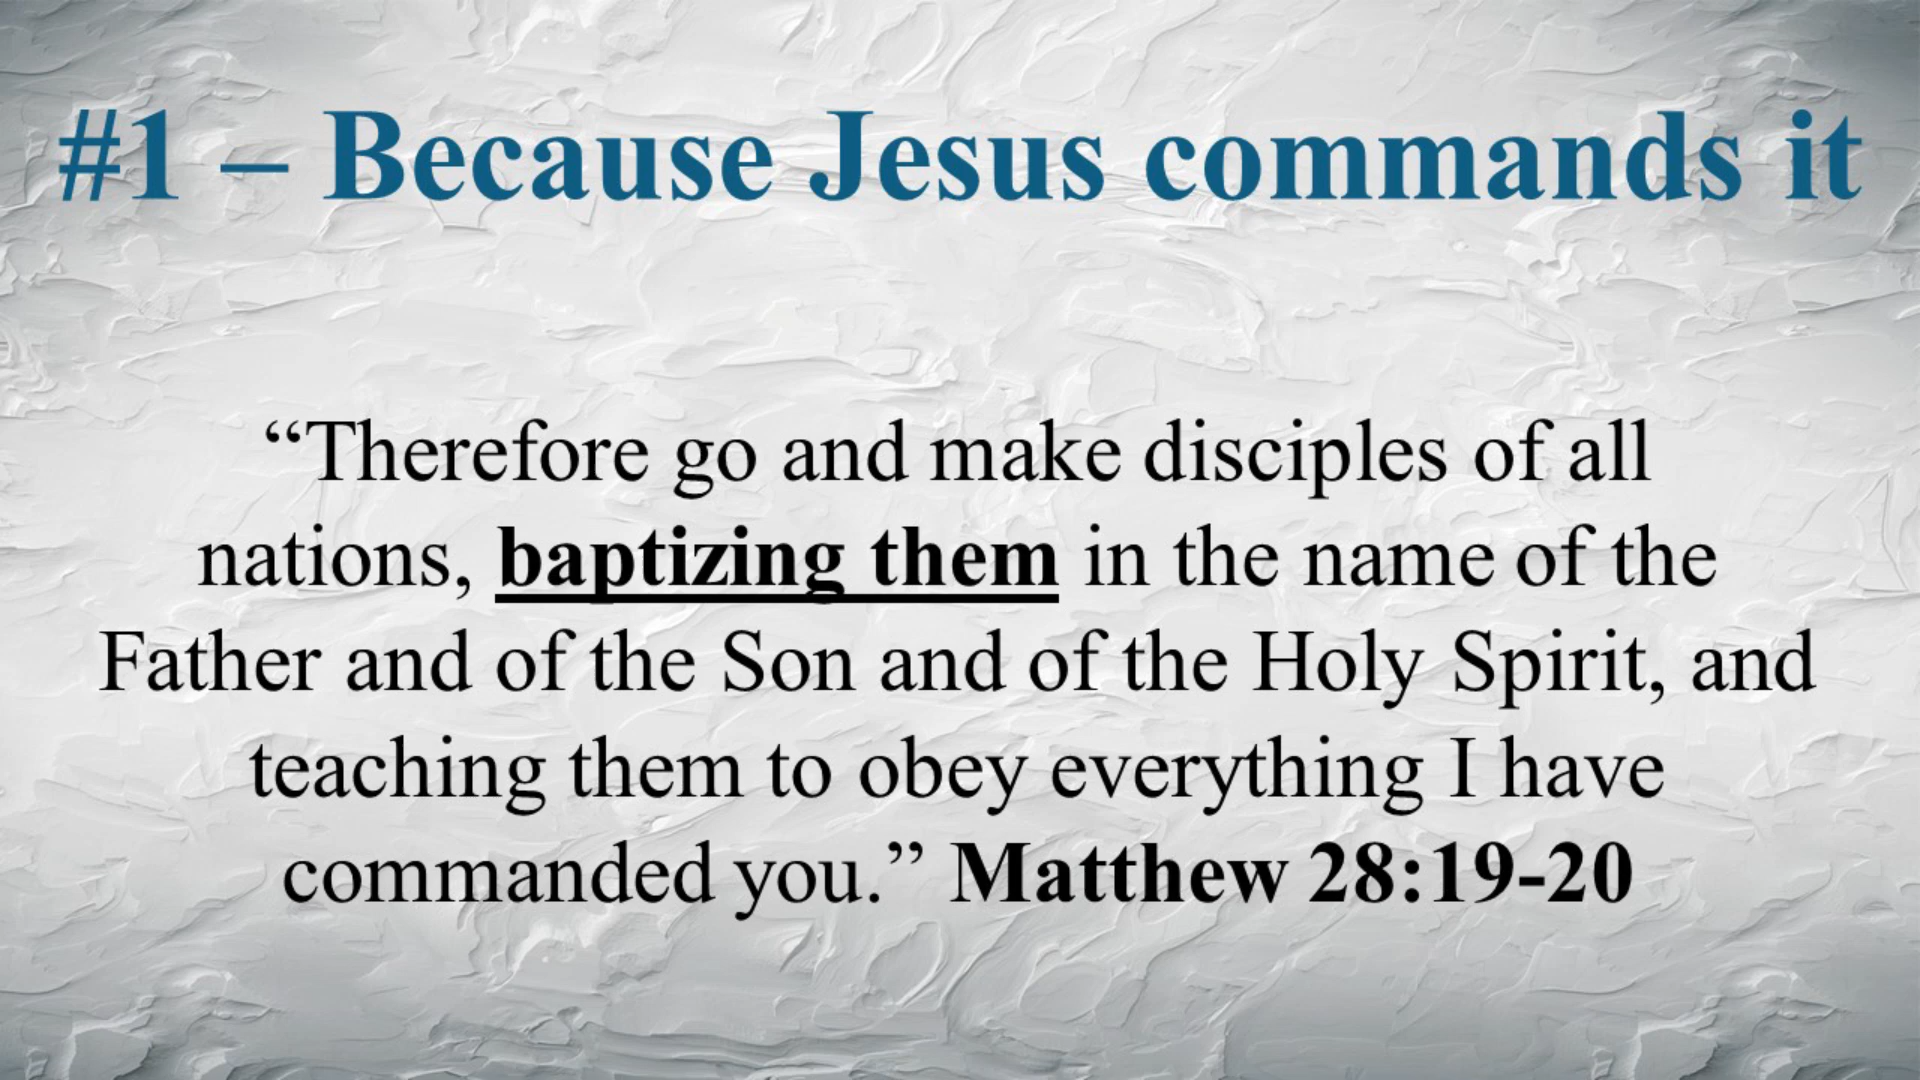 #1 – Because Jesus commands it
“Therefore go and make disciples of all
nations, baptizing them in the name of the
Father and of the Son and of the Holy Spirit, and
teaching them to obey everything I have
commanded you.” Matthew 28:19-20